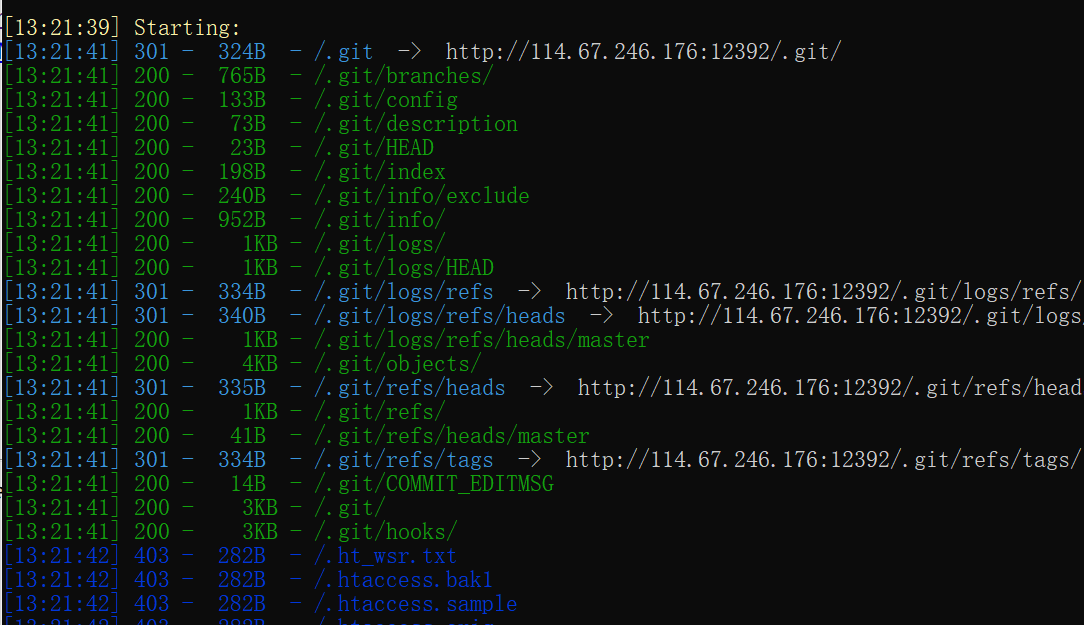 [13:21:39] Starting:
[13:21:41] 301 -  324B  - /.git  ->  http://114.67.246.176:12392/.git/
[13:21:41] 200 -  765B  - /.git/branches/
[13:21:41] 200 -  133B  - /.git/config
[13:21:41] 200 -   73B  - /.git/description
[13:21:41] 200 -   23B  - /.git/HEAD
[13:21:41] 200 -  198B  - /.git/index
[13:21:41] 200 -  240B  - /.git/info/exclude
[13:21:41] 200 -  952B  - /.git/info/
[13:21:41] 200 -    1KB - /.git/logs/
[13:21:41] 200 -    1KB - /.git/logs/HEAD
[13:21:41] 301 -  334B  - /.git/logs/refs  ->  http://114.67.246.176:12392/.git/logs/refs/
[13:21:41] 301 -  340B  - /.git/logs/refs/heads  ->  http://114.67.246.176:12392/.git/logs/
[13:21:41] 200 -    1KB - /.git/logs/refs/heads/master
[13:21:41] 200 -    4KB - /.git/objects/
[13:21:41] 301 -  335B  - /.git/refs/heads  ->  http://114.67.246.176:12392/.git/refs/head
[13:21:41] 200 -    1KB - /.git/refs/
[13:21:41] 200 -   41B  - /.git/refs/heads/master
[13:21:41] 301 -  334B  - /.git/refs/tags  ->  http://114.67.246.176:12392/.git/refs/tags/
[13:21:41] 200 -   14B  - /.git/COMMIT_EDITMSG
[13:21:41] 200 -    3KB - /.git/
[13:21:41] 200 -    3KB - /.git/hooks/
[13:21:42] 403 -  282B  - /.ht_wsr.txt
[13:21:42] 403 -  282B  - /.htaccess.bak1
[13:21:42] 403 -  282B  - /.htaccess.sample